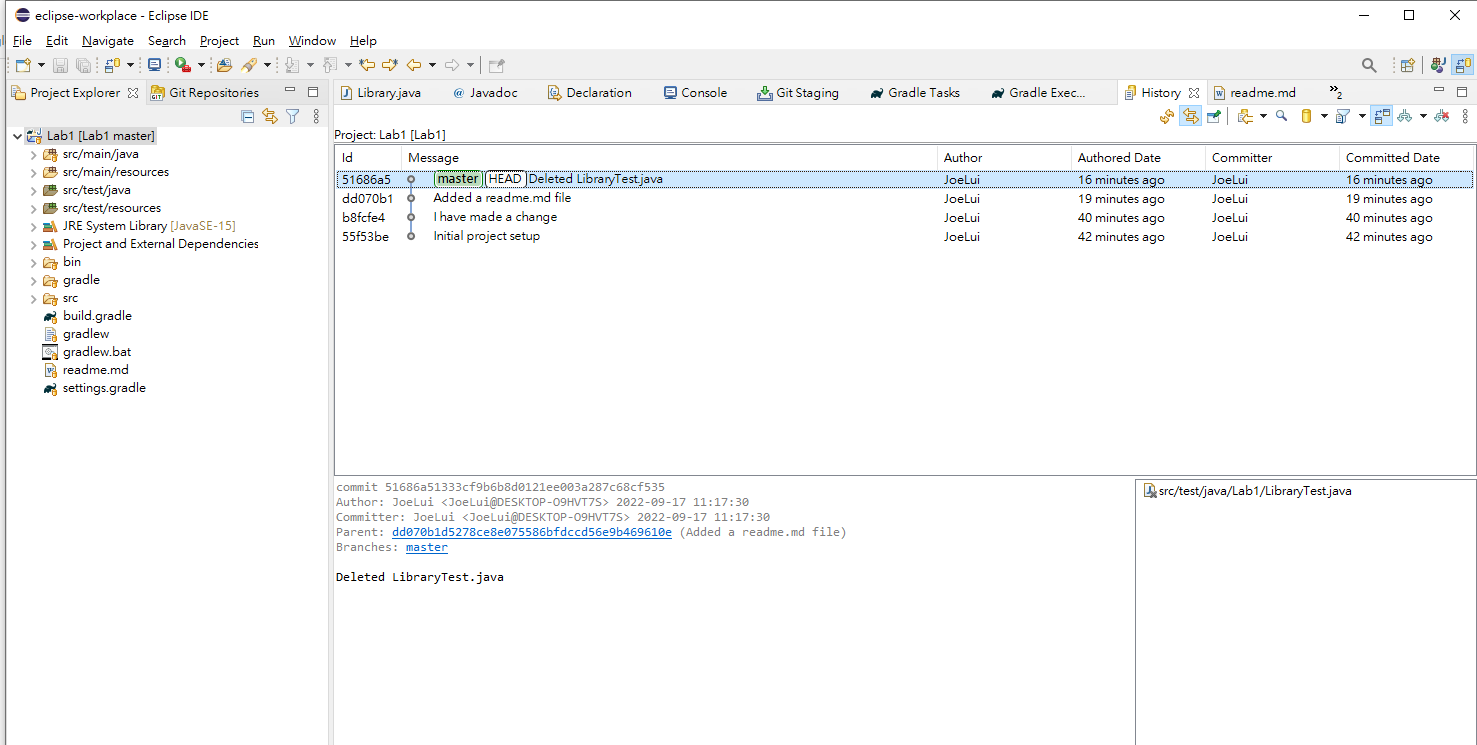 eclipse-workplace - Eclipse IDE
File Edit Navigate Search Project Run Window Help
Project Explorer Git Repositories Library.java Javadoc Declaration Console Git Staging Gradle Tasks Gradle Exec... History readme.md »2
Project: Lab1 [Lab1]
Lab1 [Lab1 master]
src/main/java
src/main/resources
src/test/java
src/test/resources
JRE System Library [JavaSE-15]
Project and External Dependencies
bin
gradle
src
build.gradle
gradlew
gradlew.bat
readme.md
settings.gradle
Id Message Author Authored Date Committer Committed Date
51686a5 master HEAD Deleted LibraryTest.java JoeLui 16 minutes ago JoeLui 16 minutes ago
dd070b1 Added a readme.md file JoeLui 19 minutes ago JoeLui 19 minutes ago
b8fcfe4 I have made a change JoeLui 40 minutes ago JoeLui 40 minutes ago
55f53be Initial project setup JoeLui 42 minutes ago JoeLui 42 minutes ago
commit 51686a51333cf9b6b8d0121ee003a287c68cf535
Author: JoeLui <JoeLui@DESKTOP-O9HVT7S> 2022-09-17 11:17:30
Committer: JoeLui <JoeLui@DESKTOP-O9HVT7S> 2022-09-17 11:17:30
Parent: dd070b1d5278ce8e075586bfdccd56e9b469610e (Added a readme.md file)
Branches: master
Deleted LibraryTest.java
src/test/java/Lab1/LibraryTest.java